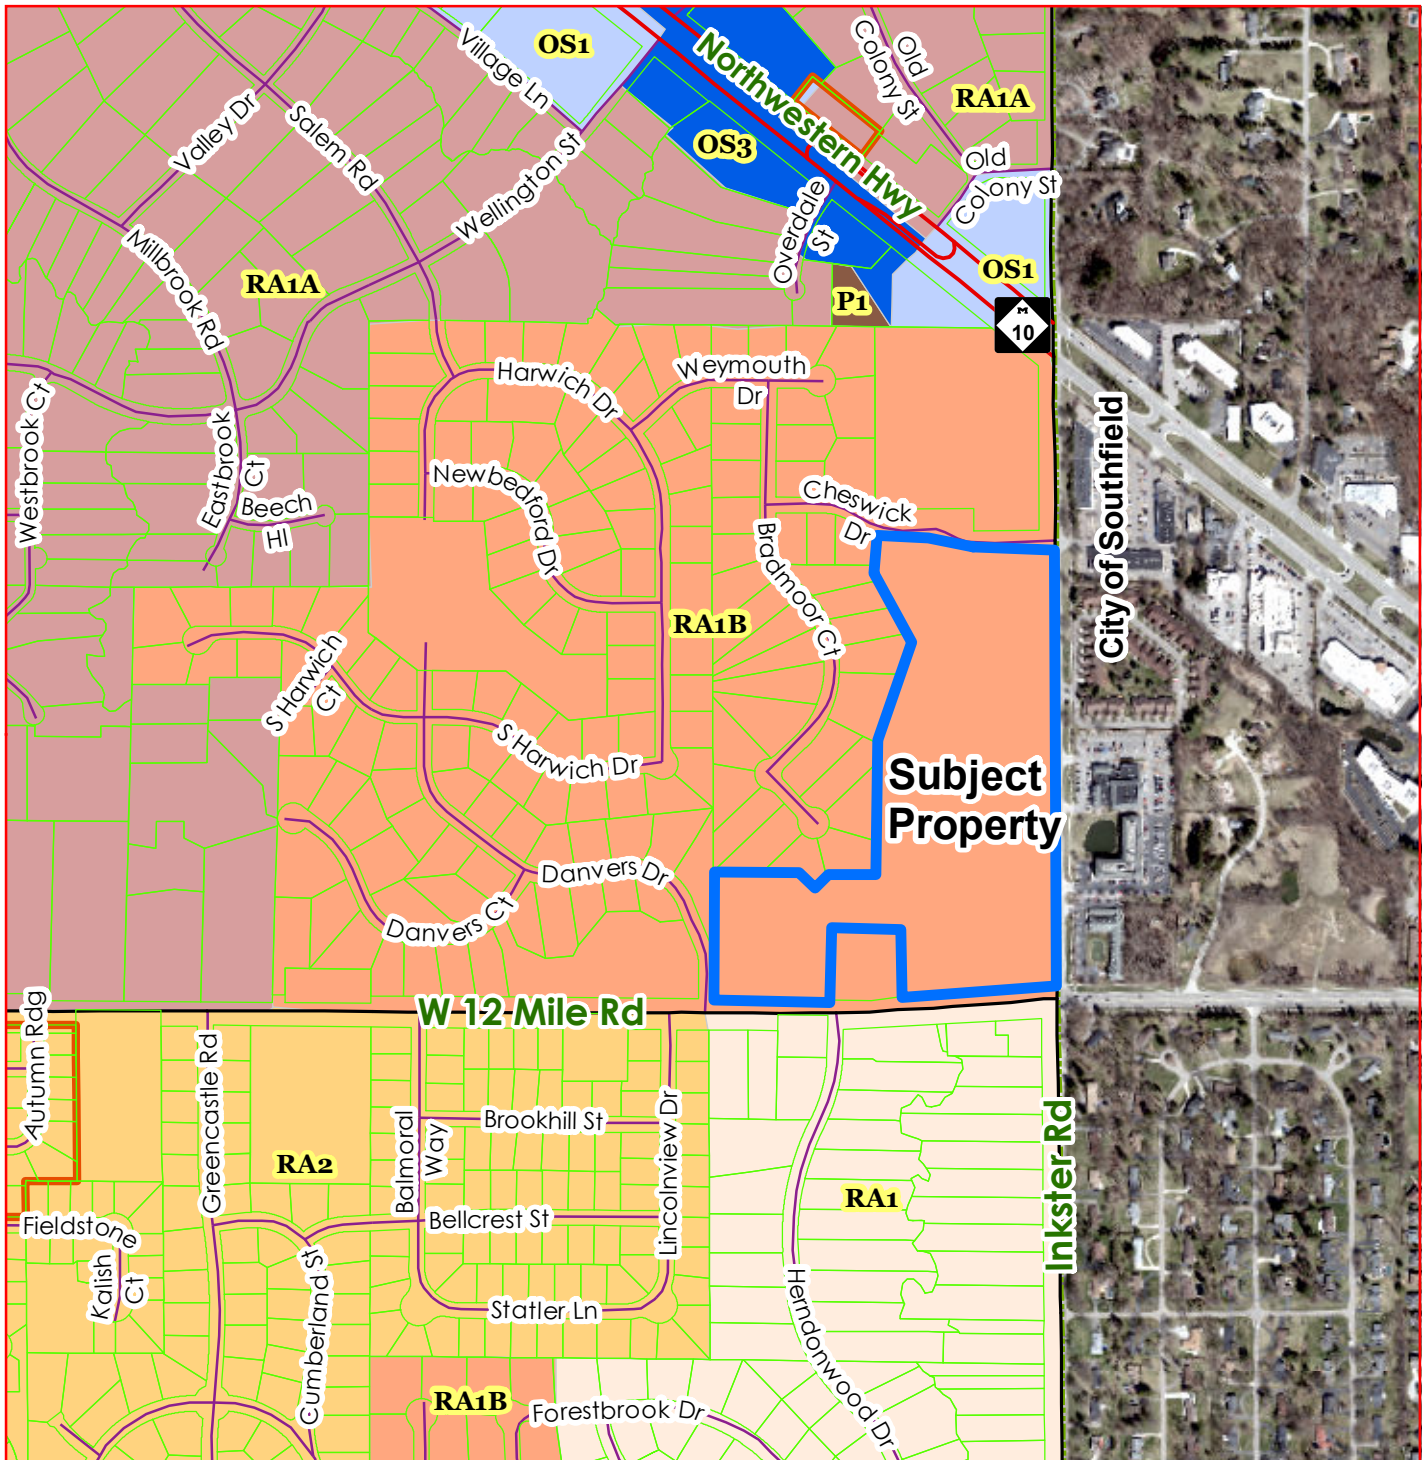 OS1
Village Ln
Northwestern Hwy
Old
Colony St
RA1A
Valley Dr
Salem Rd
OS3
Wellington St
Old
Colony St
Overdale
St
Millbrook Rd
RA1A
OS1
P1
M
10
Harwich Dr
Weymouth
Dr
Westbrook Ct
Eastbrook
Ct
Beech
Hl
Newbedford Dr
Cheswick
Dr
City of Southfield
Bradmoor Ct
RA1B
S Harwich
Ct
S Harwich Dr
Subject
Property
Danvers Dr
Danvers Ct
W 12 Mile Rd
Autumn Rdg
Greencastle Rd
Balmoral
Way
Brookhill St
Lincolnview Dr
Inkster Rd
RA2
RA1
Bellcrest St
Fieldstone
Kalish
Ct
Cumberland St
Statler Ln
Herndonwood Dr
RA1B
Forestbrook Dr